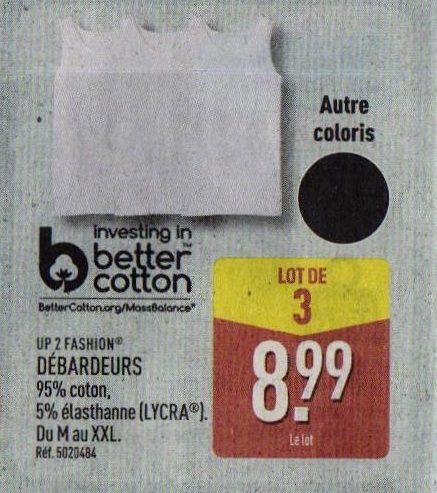 Autre
coloris
investing in
better™
cotton
BetterCotton.org/MassBalance*
LOT DE
3
8.99
Le lot
UP 2 FASHION®
DÉBARDEURS
95% coton,
5% élasthanne (LYCRA®).
Du M au XXL.
Réf. 5020484